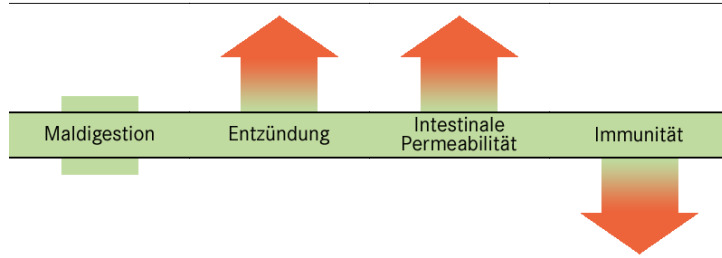 Maldigestion
Entzündung
Intestinale
Permeabilität
Immunität